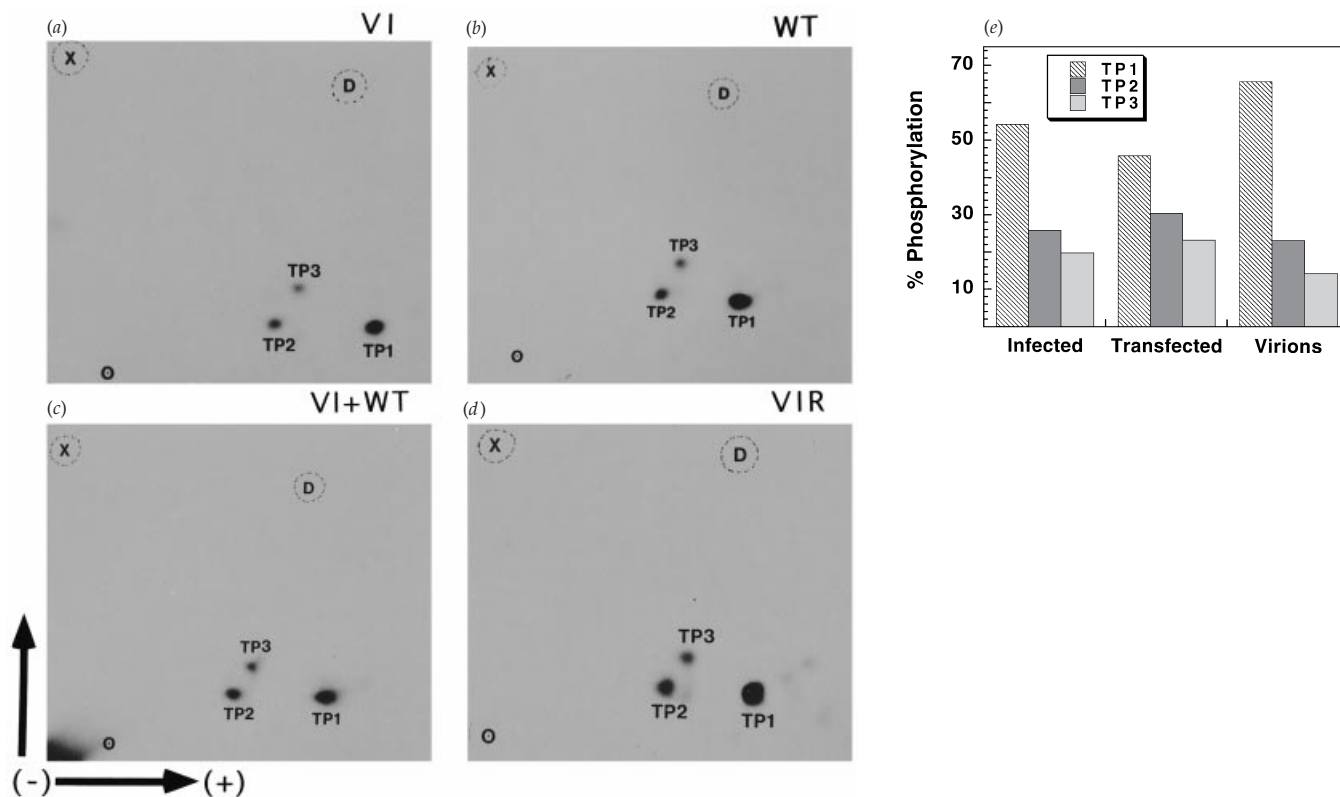 (a) VI
X
D
TP3
TP2
TP1
O
(b) WT
X
D
TP3
TP2
TP1
O
(c) VI+WT
X
D
TP3
TP2
TP1
O
(d) VIR
X
D
TP3
TP2
TP1
O
(-) (+)
(e)
% Phosphorylation
70
50
30
10
TP1
TP2
TP3
Infected Transfected Virions